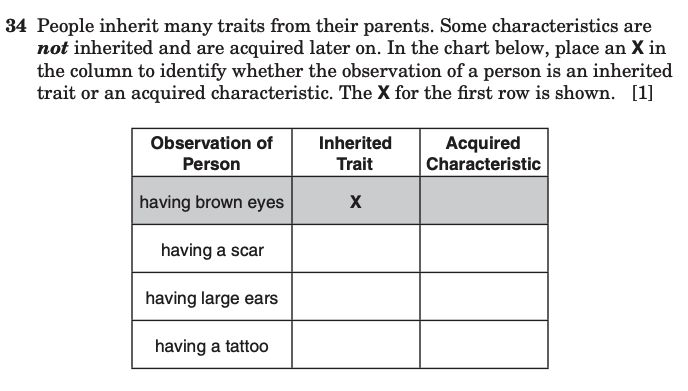 34 People inherit many traits from their parents. Some characteristics are
not inherited and are acquired later on. In the chart below, place an X in
the column to identify whether the observation of a person is an inherited
trait or an acquired characteristic. The X for the first row is shown. [1]
Observation of Person Inherited Trait Acquired Characteristic
having brown eyes X
having a scar
having large ears
having a tattoo